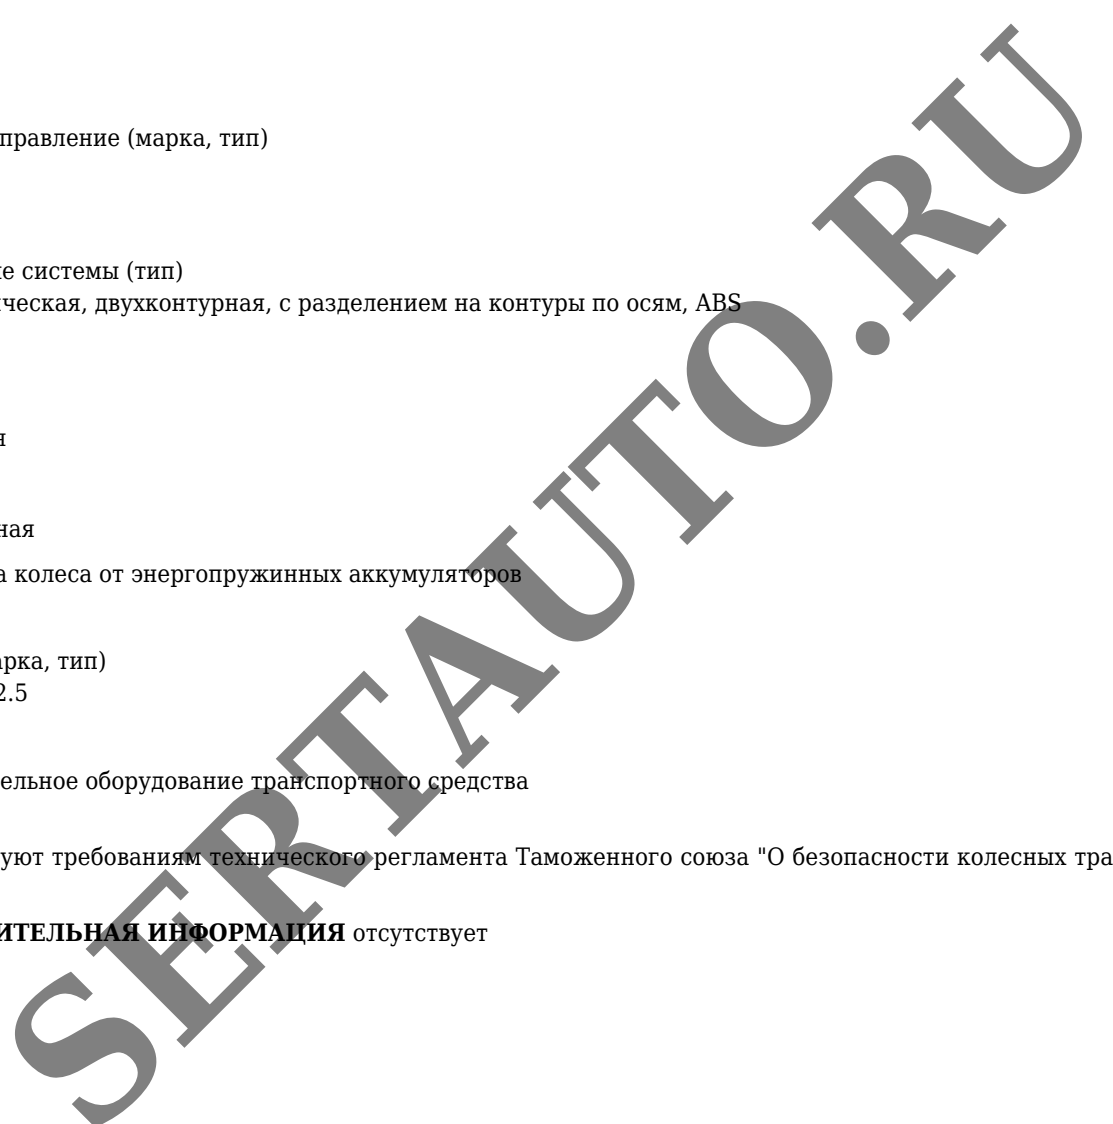 правление (марка, тип)
е системы (тип)
ическая, двухконтурная, с разделением на контуры по осям, ABS
я
ная
а колеса от энергопружинных аккумуляторов
арка, тип)
2.5
ельное оборудование транспортного средства
уют требованиям технического регламента Таможенного союза "О безопасности колесных тра
ИТЕЛЬНАЯ ИНФОРМАЦИЯ отсутствует
SERTAUTO.RU